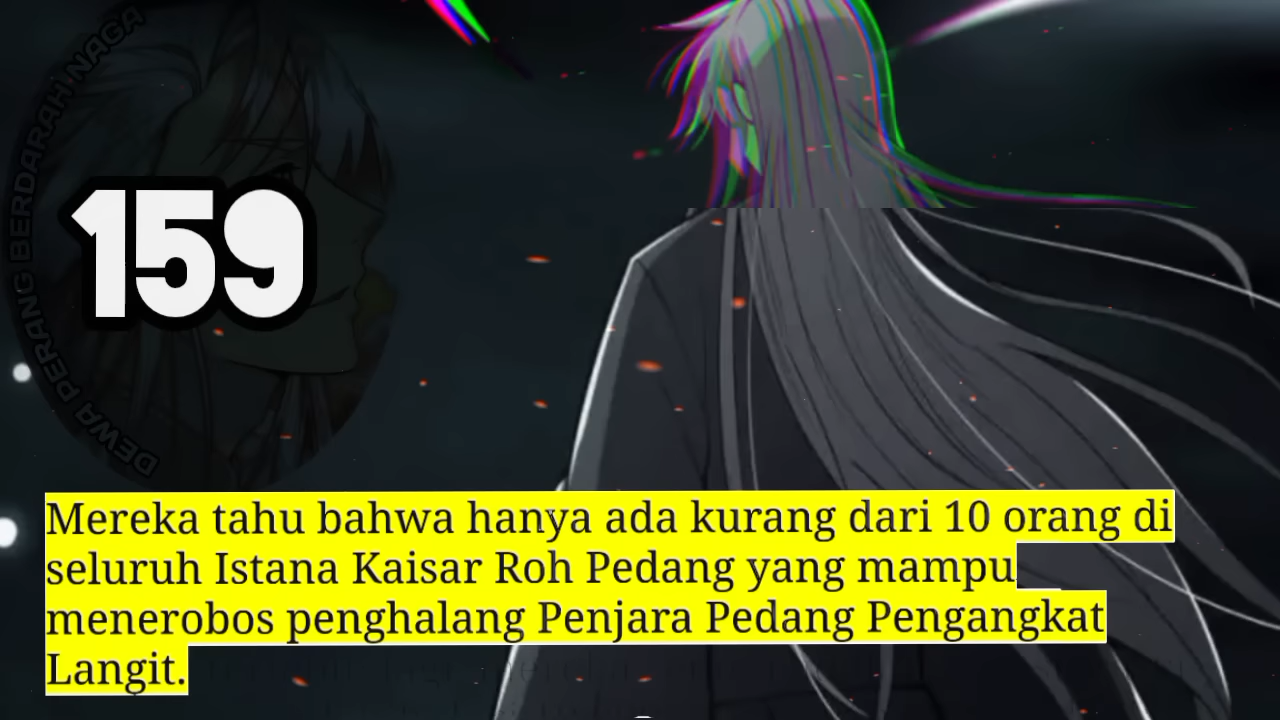 DEWA PERANG BERDARAH NAGA
159
Mereka tahu bahwa hanya ada kurang dari 10 orang di
seluruh Istana Kaisar Roh Pedang yang mampu
menerobos penghalang Penjara Pedang Pengangkat
Langit.